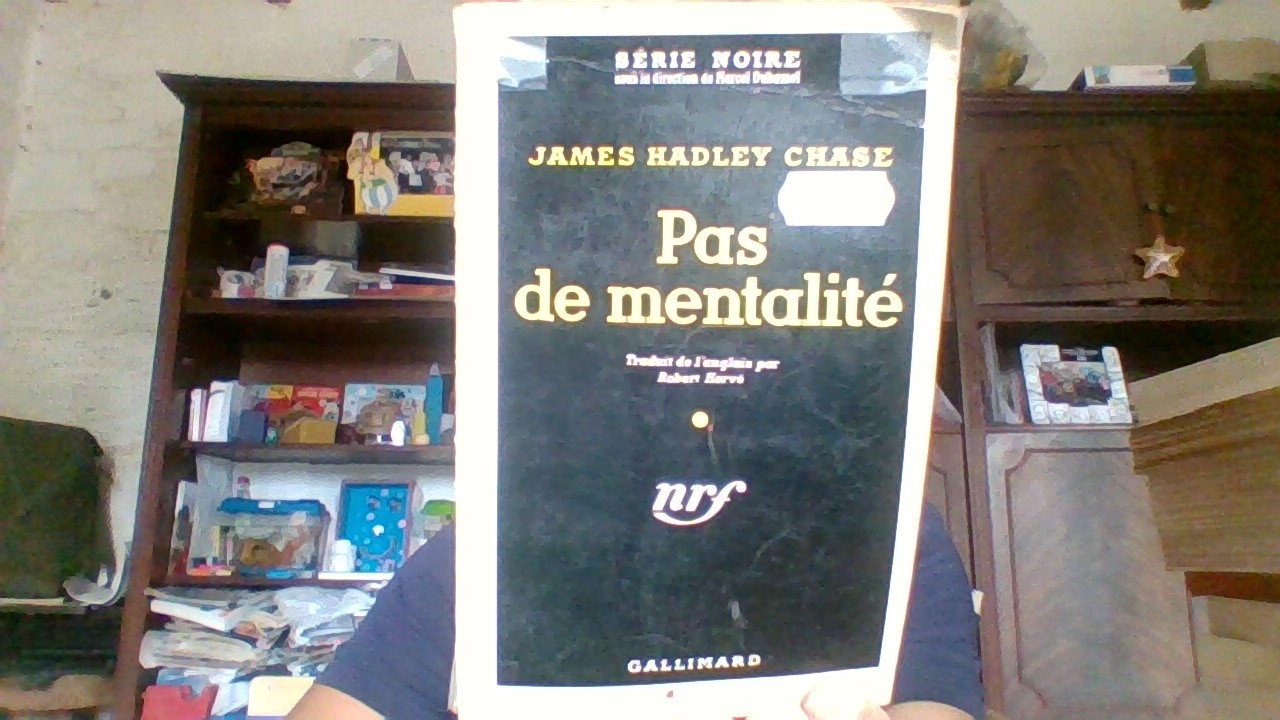 SÉRIE NOIRE
sous la direction de Marcel Duhamel
JAMES HADLEY CHASE
Pas
de mentalité
Traduit de l'anglais par
Robert Hervé
nrf
GALLIMARD